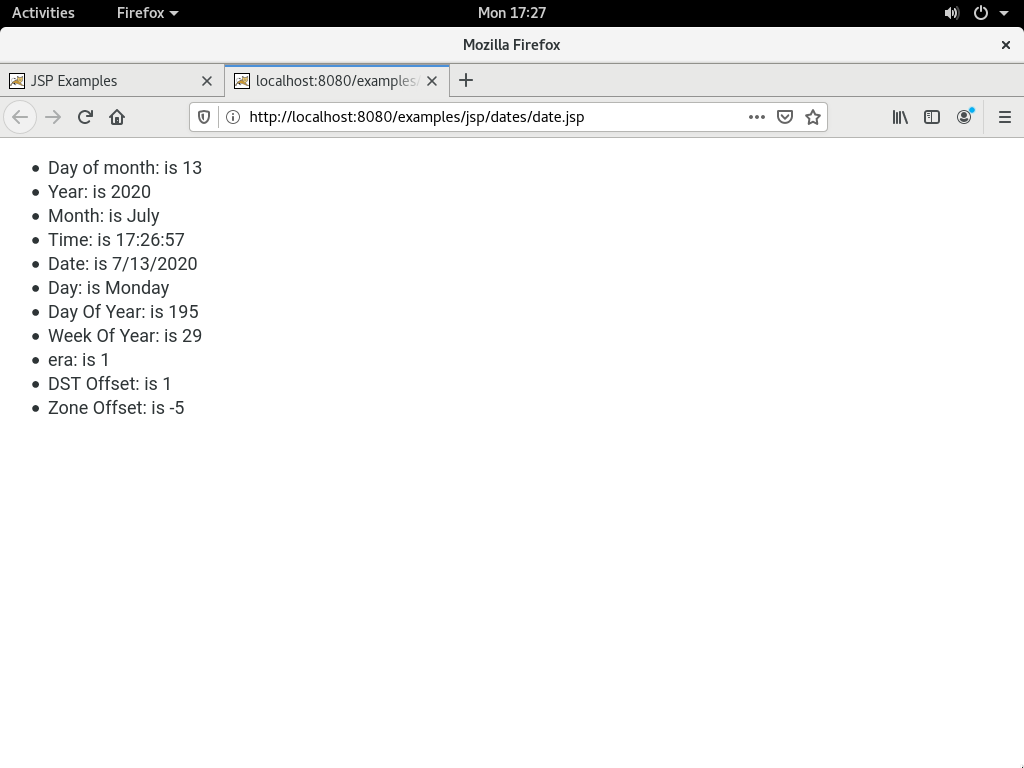 Activities Firefox Mon 17:27
Mozilla Firefox
JSP Examples localhost:8080/examples/
http://localhost:8080/examples/jsp/dates/date.jsp
Day of month: is 13
Year: is 2020
Month: is July
Time: is 17:26:57
Date: is 7/13/2020
Day: is Monday
Day Of Year: is 195
Week Of Year: is 29
era: is 1
DST Offset: is 1
Zone Offset: is -5